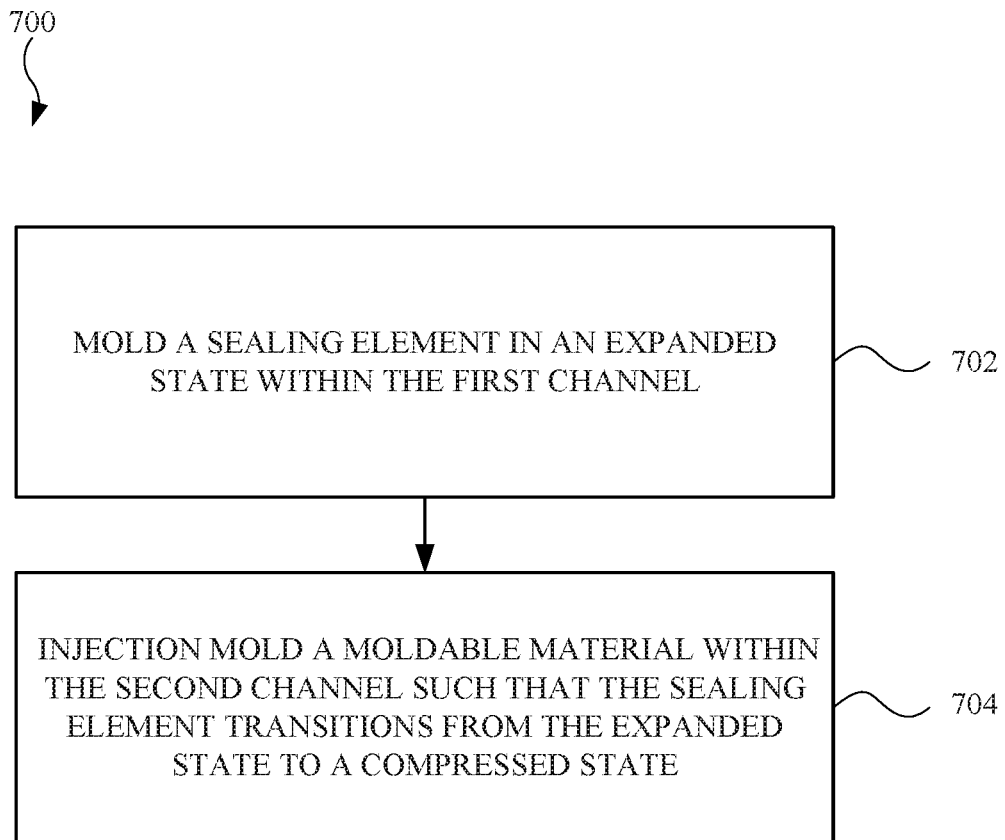 700
MOLD A SEALING ELEMENT IN AN EXPANDED
STATE WITHIN THE FIRST CHANNEL
702
INJECTION MOLD A MOLDABLE MATERIAL WITHIN
THE SECOND CHANNEL SUCH THAT THE SEALING
ELEMENT TRANSITIONS FROM THE EXPANDED
STATE TO A COMPRESSED STATE
704